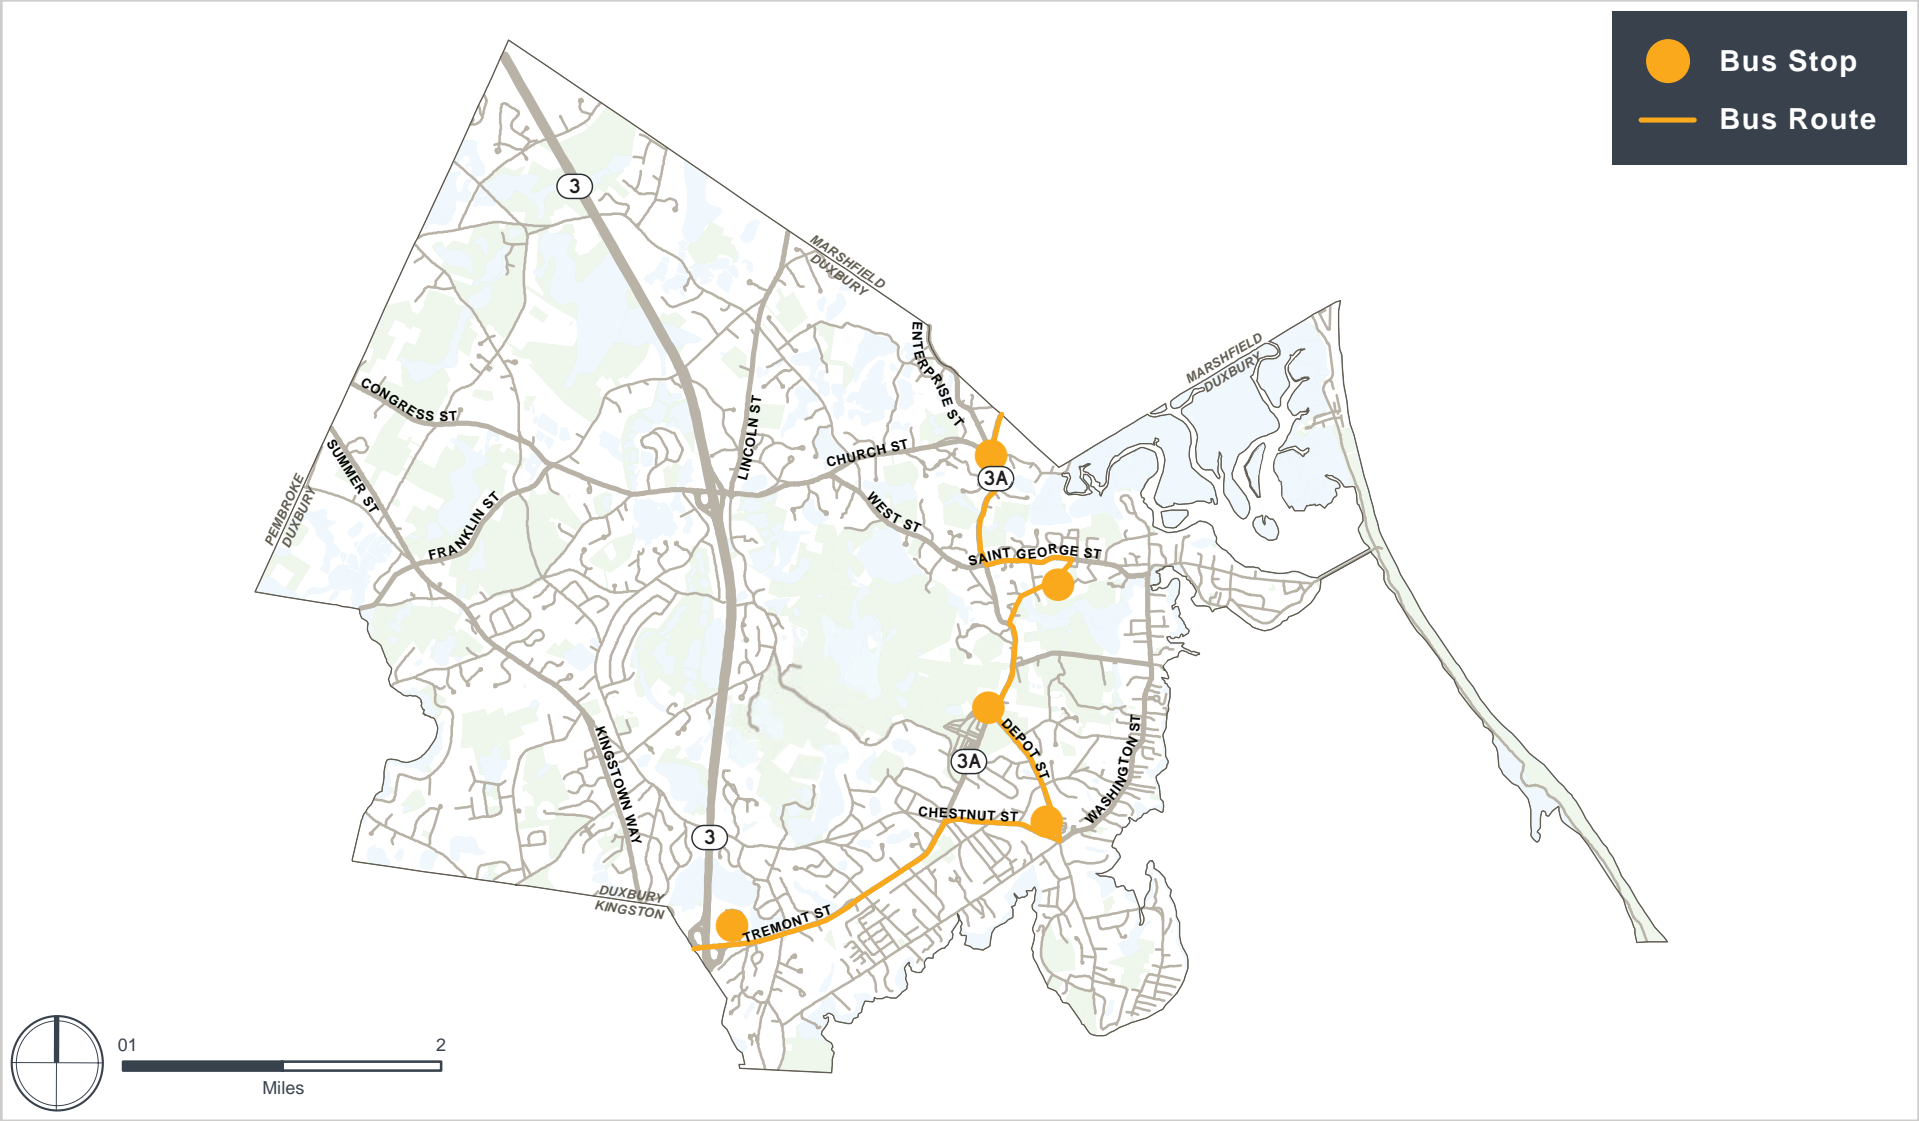 Bus Stop
Bus Route
3
MARSHFIELD
DUXBURY
ENTERPRISE ST
MARSHFIELD
DUXBURY
CONGRESS ST
LINCOLN ST
CHURCH ST
SUMMER ST
3A
PEMBROKE
DUXBURY
FRANKLIN ST
WEST ST
SAINT GEORGE ST
DEPOT ST
WASHINGTON ST
KINGSTOWN WAY
3A
CHESTNUT ST
3
DUXBURY
KINGSTON
TREMONT ST
01 2
Miles